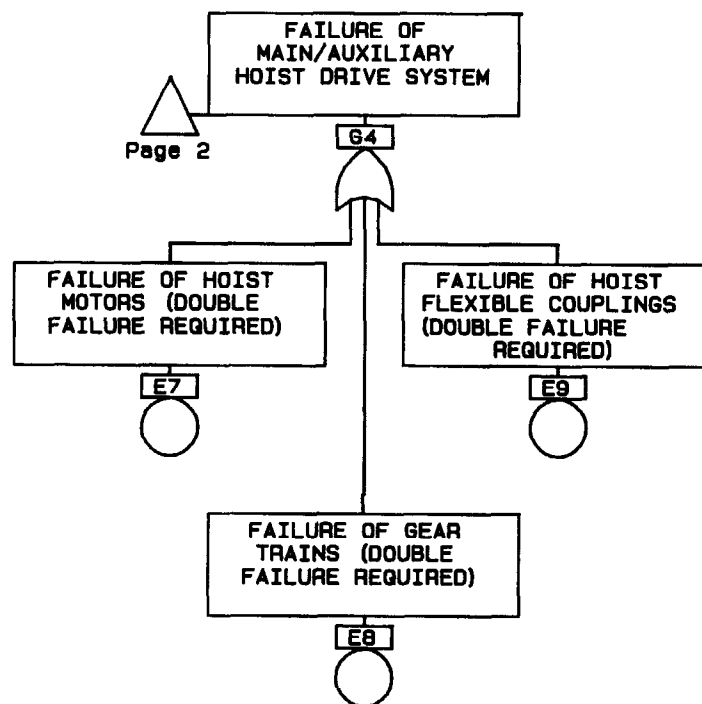 FAILURE OF
MAIN/AUXILIARY
HOIST DRIVE SYSTEM
Page 2
G4
FAILURE OF HOIST
MOTORS (DOUBLE
FAILURE REQUIRED)
E7
FAILURE OF HOIST
FLEXIBLE COUPLINGS
(DOUBLE FAILURE
REQUIRED)
E9
FAILURE OF GEAR
TRAINS (DOUBLE
FAILURE REQUIRED)
E8